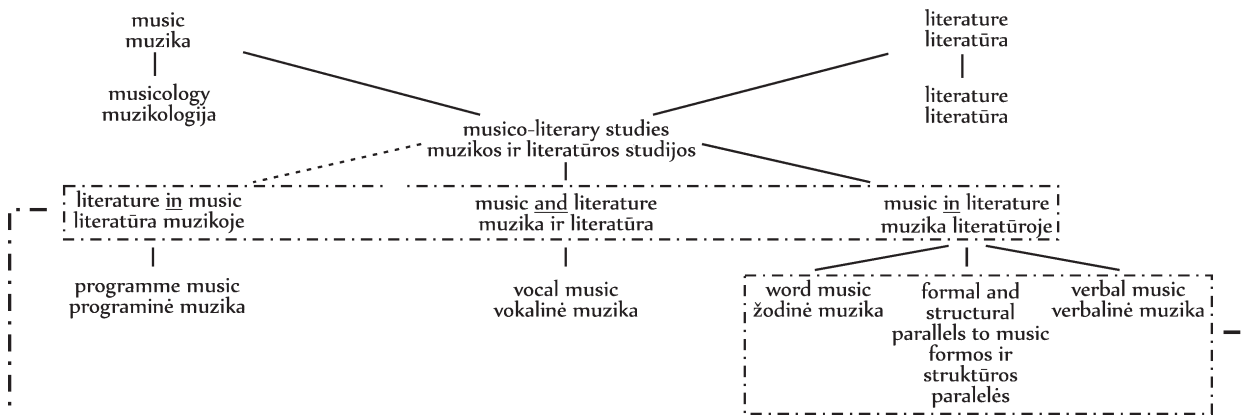 music
muzika
literature
literatūra
musicology
muzikologija
literature
literatūra
musico-literary studies
muzikos ir literatūros studijos
literature in music
literatūra muzikoje
music and literature
muzika ir literatūra
music in literature
muzika literatūroje
programme music
programinė muzika
vocal music
vokalinė muzika
word music
žodinė muzika
formal and
structural
parallels to music
formos ir
struktūros
paralelės
verbal music
verbalinė muzika